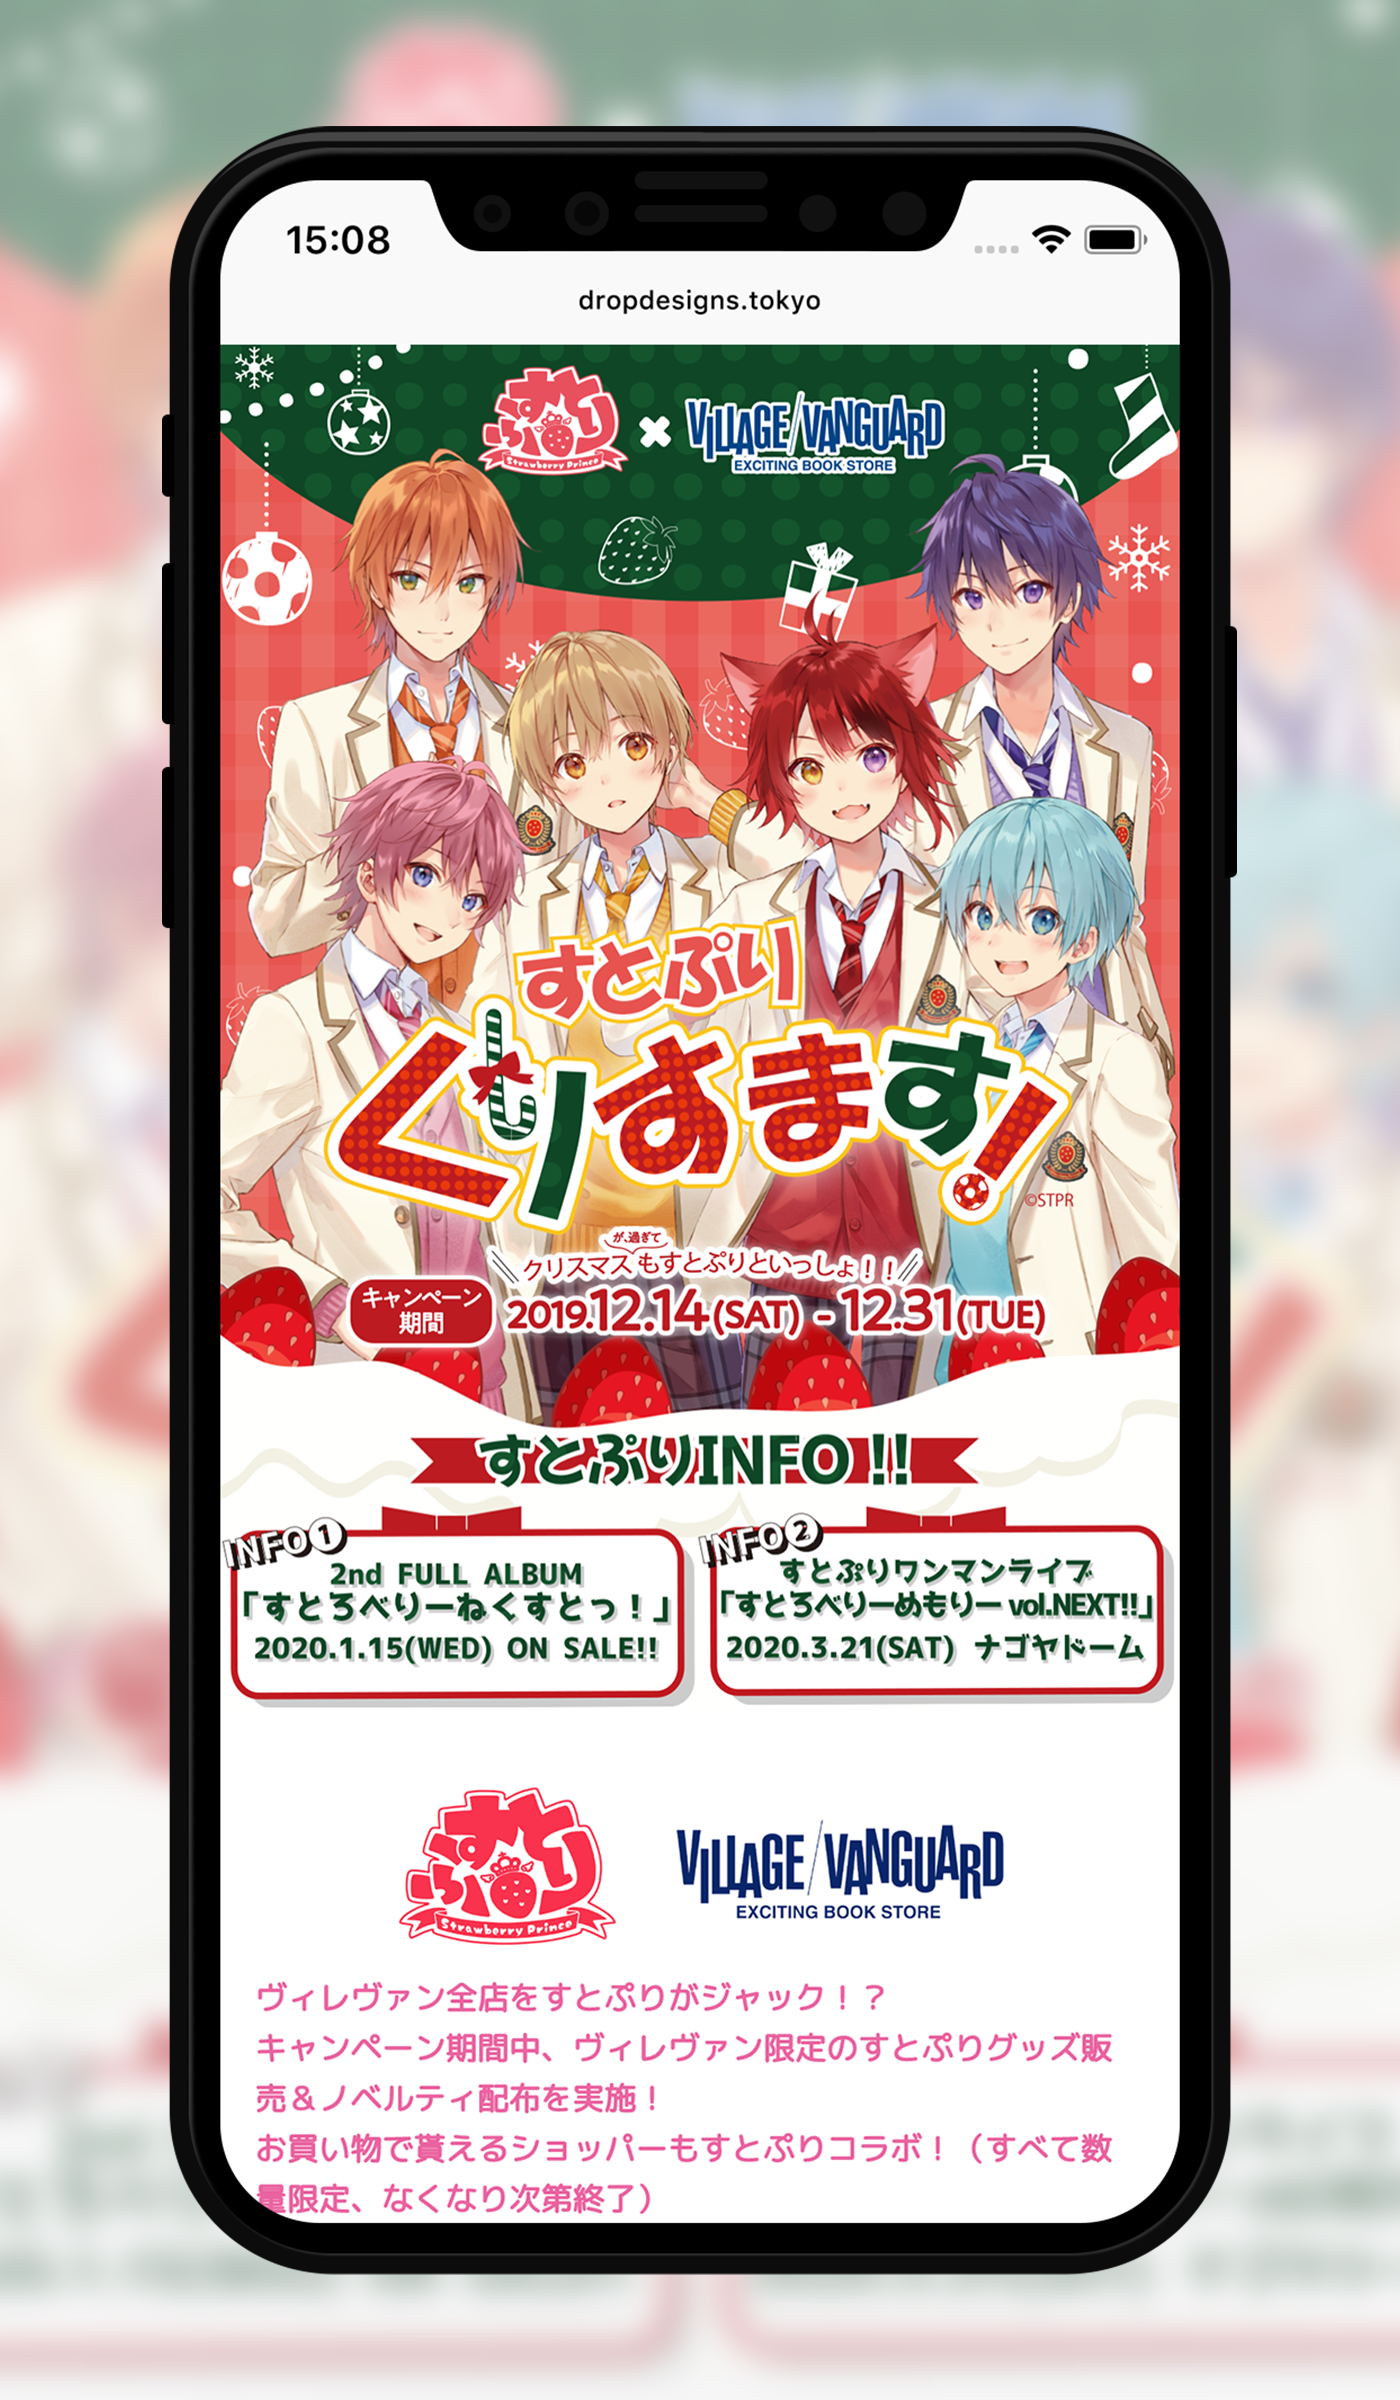 15:08
dropdesigns.tokyo
すとぷり
Strawberry Prince
×
VILLAGE/VANGUARD
EXCITING BOOK STORE
すとぷり
くりすます!
©STPR
が、過ぎて
\\クリスマスもすとぷりといっしょ!!//
キャンペーン
期間
2019.12.14(SAT) - 12.31(TUE)
すとぷりINFO!!
INFO1
2nd FULL ALBUM
「すとろべりーねくすとっ!」
2020.1.15(WED) ON SALE!!
INFO2
すとぷりワンマンライブ
「すとろべりーめもりー vol.NEXT!!」
2020.3.21(SAT) ナゴヤドーム
すとぷり
Strawberry Prince
VILLAGE/VANGUARD
EXCITING BOOK STORE
ヴィレヴァン全店をすとぷりがジャック!?
キャンペーン期間中、ヴィレヴァン限定のすとぷりグッズ販
売&ノベルティ配布を実施!
お買い物で貰えるショッパーもすとぷりコラボ!(すべて数
量限定、なくなり次第終了)